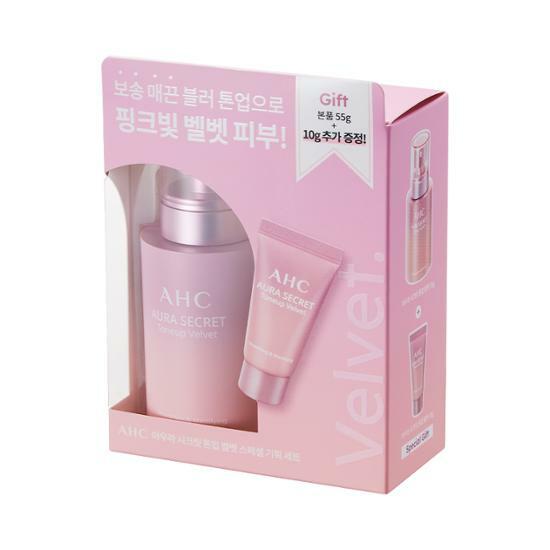 보송 매끈 블러 톤업으로
핑크빛 벨벳 피부!
Gift
본품 55g
+
10g 추가 증정!
AHC
AURA SECRET
Toneup Velvet
AHC
AURA SECRET
Toneup Velvet
Velvet.
AHC
+
AHC
Special Gift
AHC 아우라 시크릿 톤업 벨벳 스페셜 기획 세트